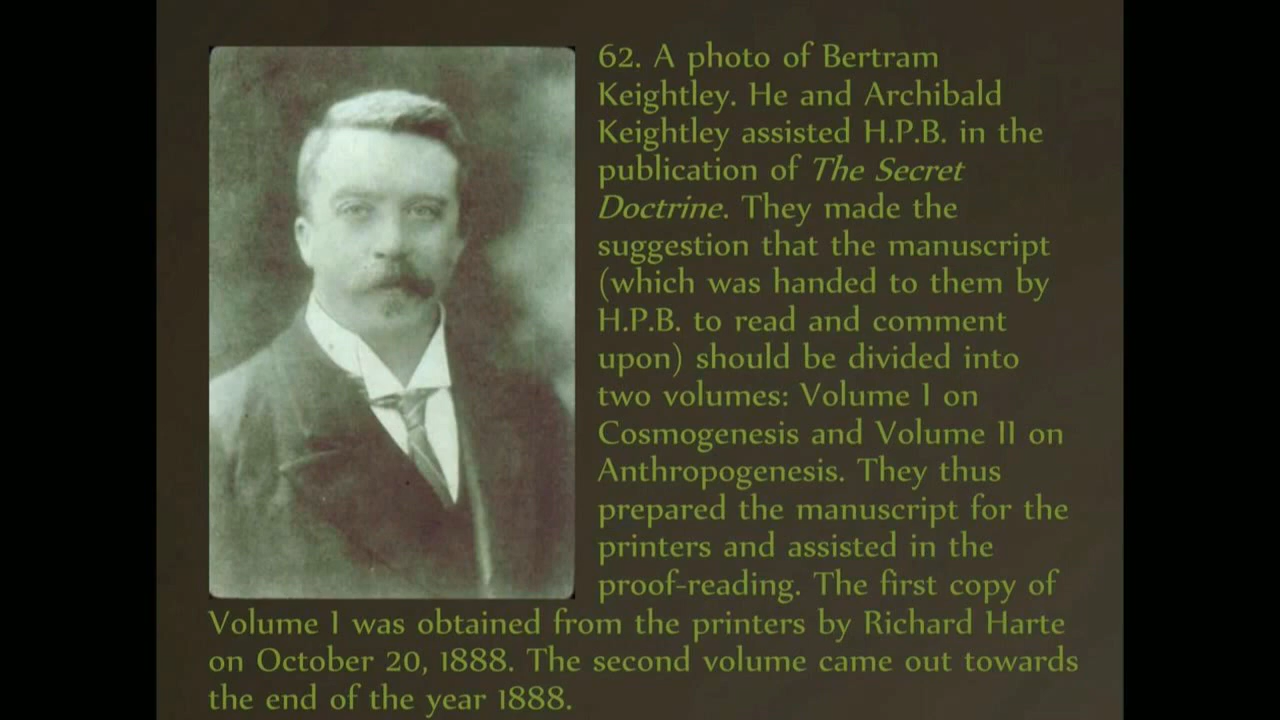 62. A photo of Bertram
Keightley. He and Archibald
Keightley assisted H.P.B. in the
publication of The Secret
Doctrine. They made the
suggestion that the manuscript
(which was handed to them by
H.P.B. to read and comment
upon) should be divided into
two volumes: Volume I on
Cosmogenesis and Volume II on
Anthropogenesis. They thus
prepared the manuscript for the
printers and assisted in the
proof-reading. The first copy of
Volume I was obtained from the printers by Richard Harte
on October 20, 1888. The second volume came out towards
the end of the year 1888.